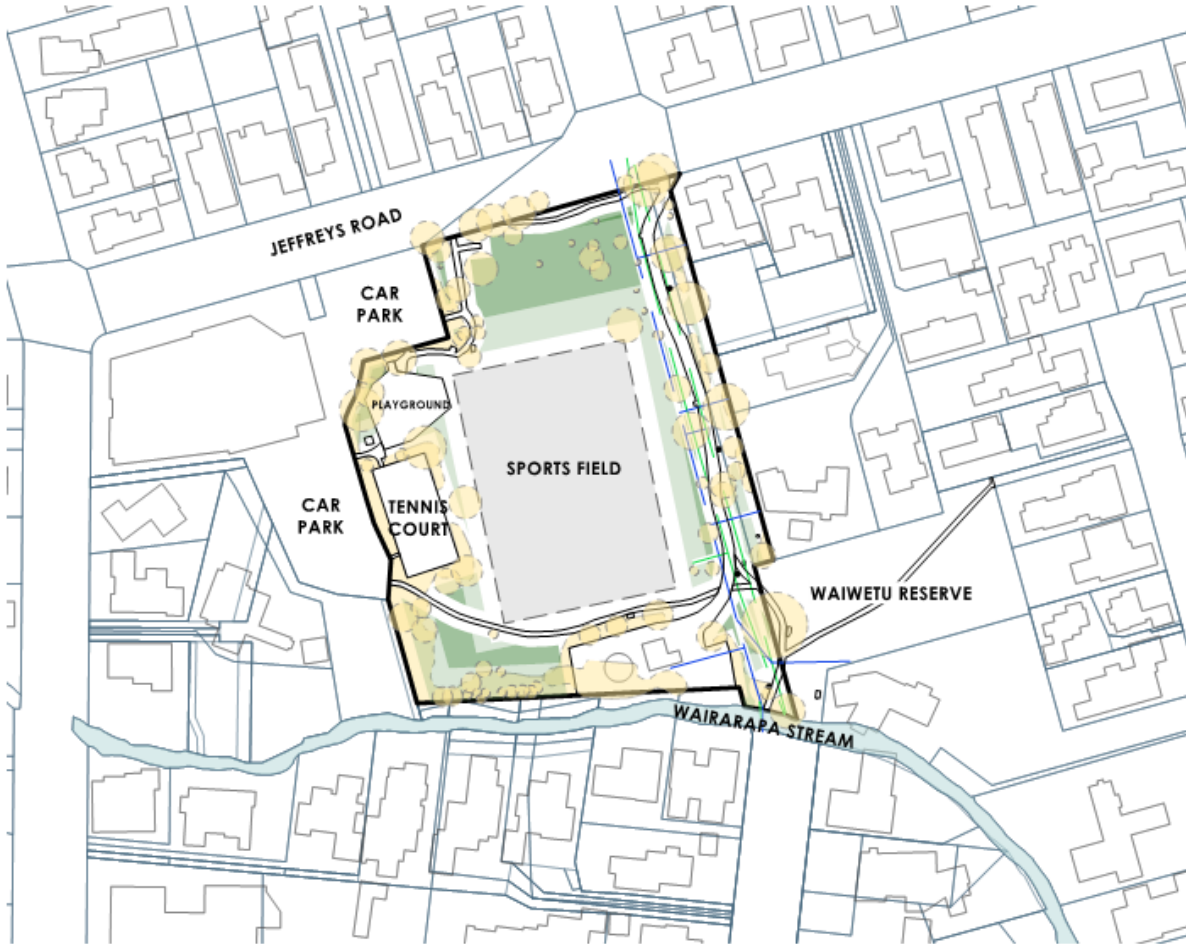 JEFFREYS ROAD
CAR
PARK
PLAYGROUND
SPORTS FIELD
CAR
PARK
TENNIS
COURT
WAIWETU RESERVE
WAIRARAPA STREAM